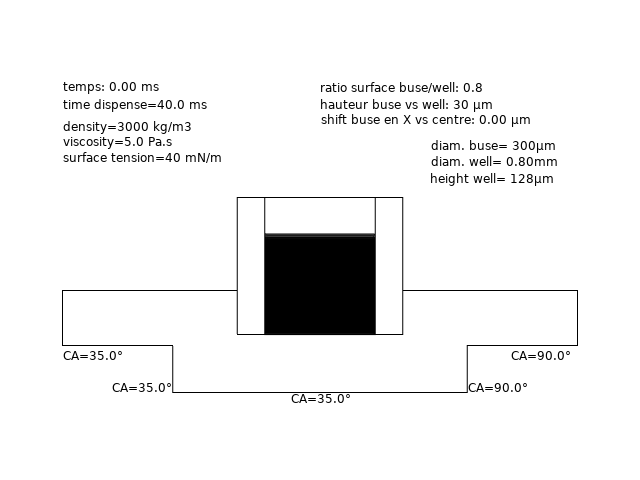 temps: 0.00 ms
time dispense=40.0 ms
density=3000 kg/m3
viscosity=5.0 Pa.s
surface tension=40 mN/m
ratio surface buse/well: 0.8
hauteur buse vs well: 30 µm
shift buse en X vs centre: 0.00 µm
diam. buse= 300µm
diam. well= 0.80mm
height well= 128µm
CA=35.0°
CA=90.0°
CA=35.0°
CA=90.0°
CA=35.0°